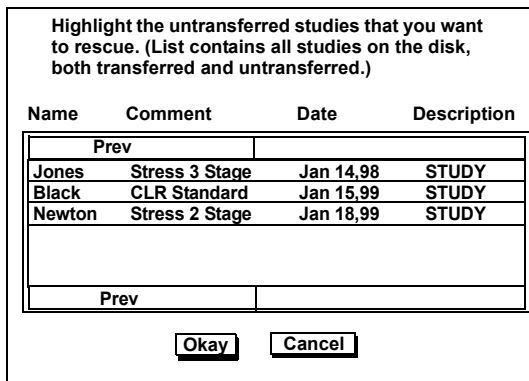 Highlight the untransferred studies that you want
to rescue. (List contains all studies on the disk,
both transferred and untransferred.)
Name Comment Date Description
Prev
Jones Stress 3 Stage Jan 14,98 STUDY
Black CLR Standard Jan 15,99 STUDY
Newton Stress 2 Stage Jan 18,99 STUDY
Prev
Okay Cancel